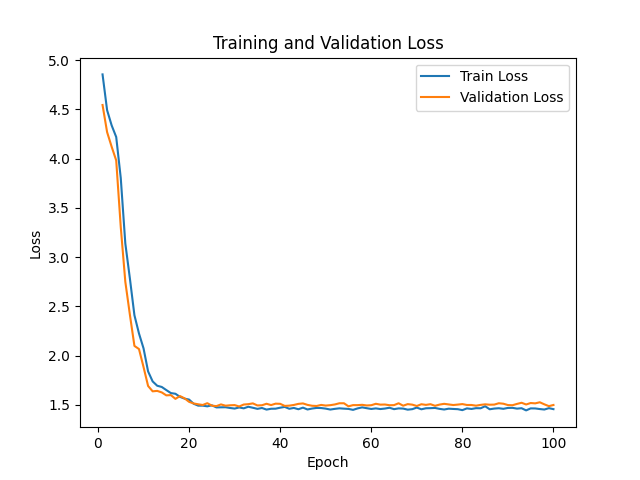 Training and Validation Loss
Train Loss
Validation Loss
5.0
4.5
4.0
3.5
3.0
2.5
2.0
1.5
Loss
0 20 40 60 80 100
Epoch